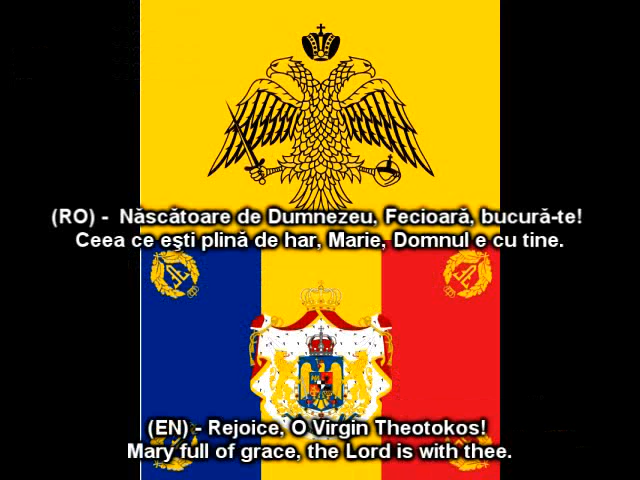 (RO) -  Născătoare de Dumnezeu, Fecioară, bucură-te!
Ceea ce eşti plină de har, Marie, Domnul e cu tine.
(EN) - Rejoice, O Virgin Theotokos!
Mary full of grace, the Lord is with thee.